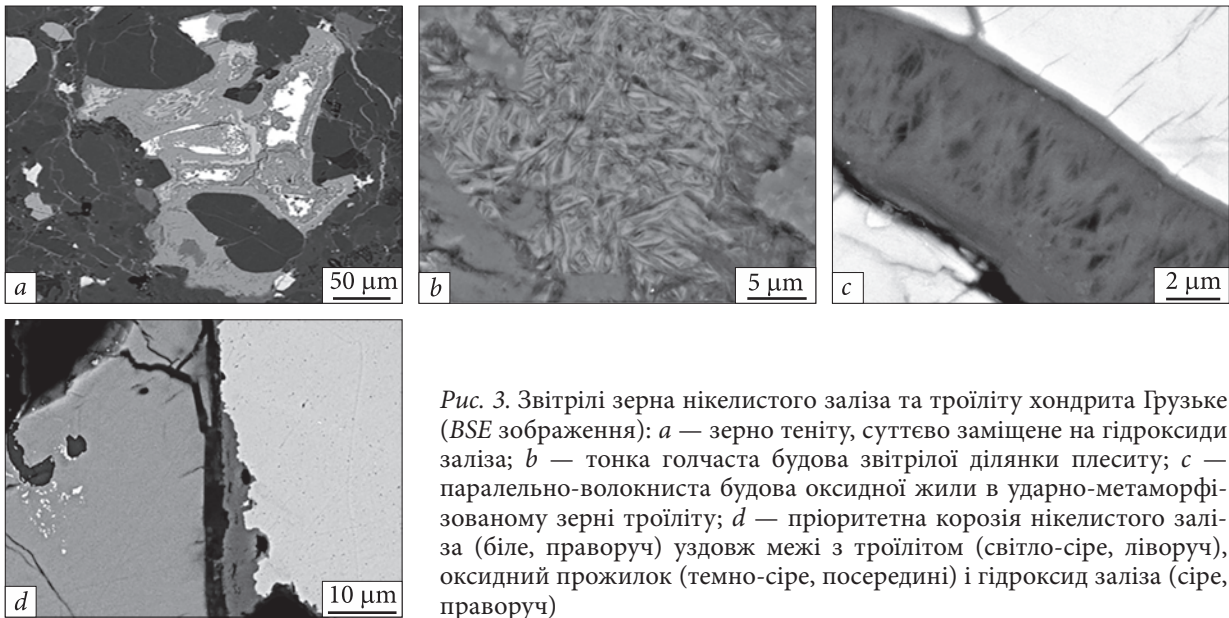 a
50 µm
b
5 µm
c
2 µm
d
10 µm
Рис. 3. Звітрілі зерна нікелистого заліза та троїліту хондрита Грузьке
(BSE зображення): a — зерно теніту, суттєво заміщене на гідроксиди
заліза; b — тонка голчаста будова звітрілої ділянки плеситу; c —
паралельно-волокниста будова оксидної жили в ударно-метаморфі-
зованому зерні троїліту; d — пріоритетна корозія нікелистого залі-
за (біле, праворуч) уздовж межі з троїлітом (світло-сіре, ліворуч),
оксидний прожилок (темно-сіре, посередині) і гідроксид заліза (сіре,
праворуч)